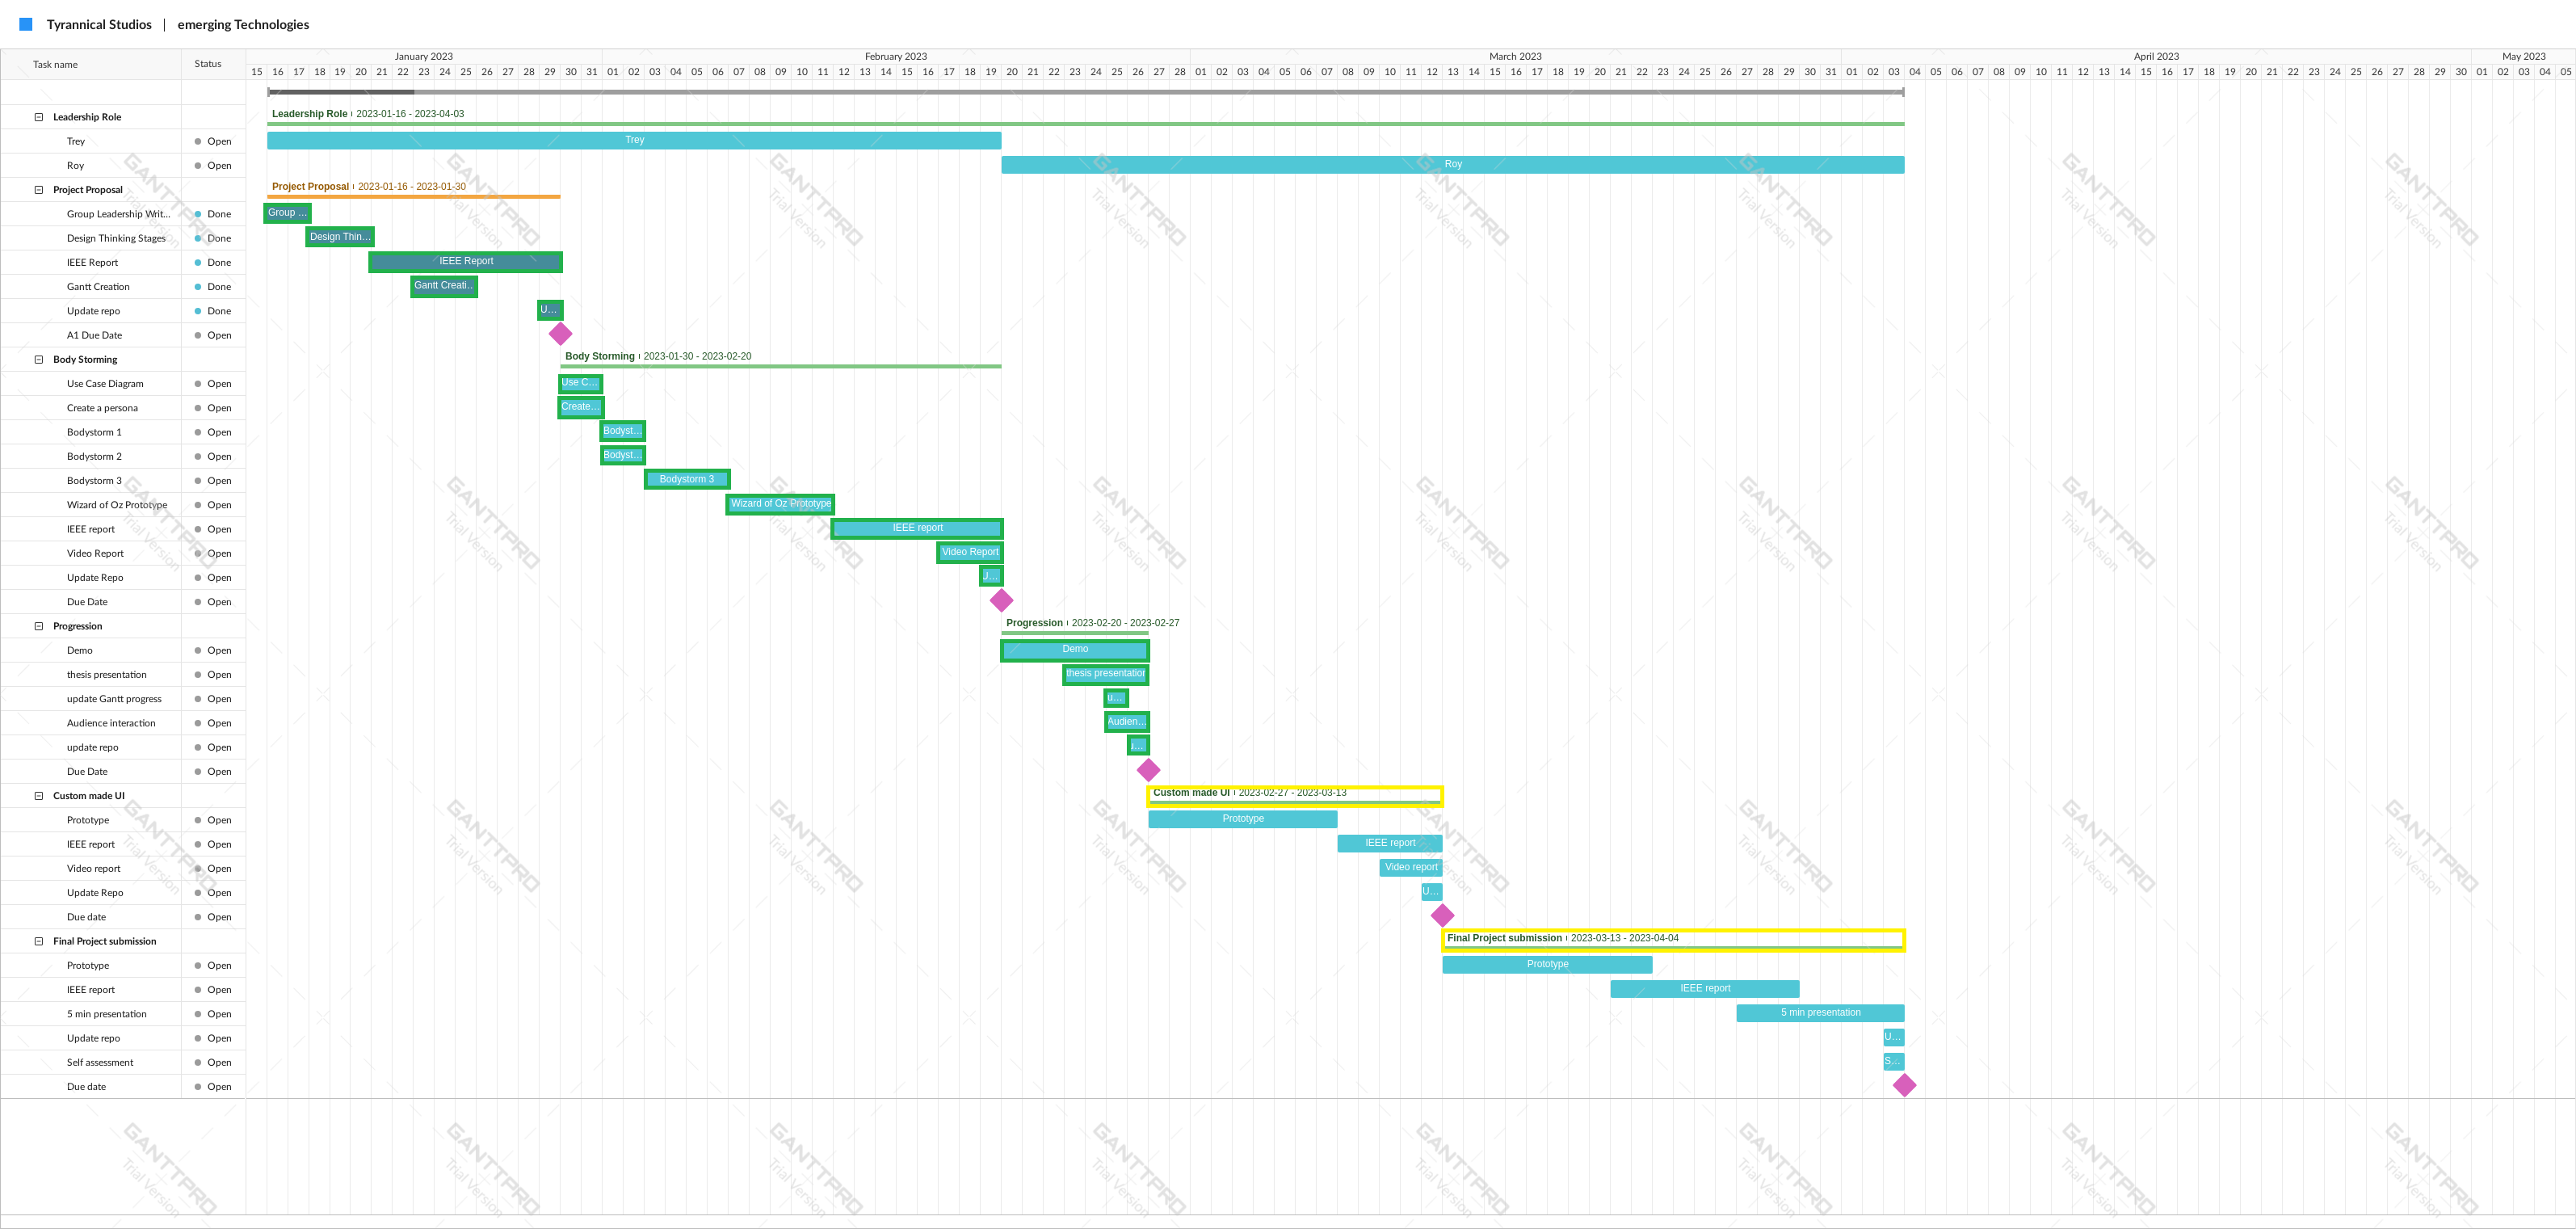 Tyrannical Studios | emerging Technologies
January 2023 February 2023 March 2023 April 2023 May 2023
Task name Status
15 16 17 18 19 20 21 22 23 24 25 26 27 28 29 30 31 01 02 03 04 05 06 07 08 09 10 11 12 13 14 15 16 17 18 19 20 21 22 23 24 25 26 27 28 01 02 03 04 05 06 07 08 09 10 11 12 13 14 15 16 17 18 19 20 21 22 23 24 25 26 27 28 29 30 31 01 02 03 04 05 06 07 08 09 10 11 12 13 14 15 16 17 18 19 20 21 22 23 24 25 26 27 28 29 30 01 02 03 04 05
Leadership Role Leadership Role 2023-01-16 - 2023-04-03
Trey Open Trey
Roy Open Roy
Project Proposal Project Proposal 2023-01-16 - 2023-01-30
Group Leadership Writ... Done Group ...
Design Thinking Stages Done Design Thin...
IEEE Report Done IEEE Report
Gantt Creation Done Gantt Creati...
Update repo Done U...
A1 Due Date Open
Body Storming Body Storming 2023-01-30 - 2023-02-20
Use Case Diagram Open Use C...
Create a persona Open Create...
Bodystorm 1 Open Bodyst...
Bodystorm 2 Open Bodyst...
Bodystorm 3 Open Bodystorm 3
Wizard of Oz Prototype Open Wizard of Oz Prototype
IEEE report Open IEEE report
Video Report Open Video Report
Update Repo Open U...
Due Date Open
Progression Progression 2023-02-20 - 2023-02-27
Demo Open Demo
thesis presentation Open thesis presentation
update Gantt progress Open u...
Audience interaction Open Audien...
update repo Open u...
Due Date Open
Custom made UI Custom made UI 2023-02-27 - 2023-03-13
Prototype Open Prototype
IEEE report Open IEEE report
Video report Open Video report
Update Repo Open U...
Due date Open
Final Project submission Final Project submission 2023-03-13 - 2023-04-04
Prototype Open Prototype
IEEE report Open IEEE report
5 min presentation Open 5 min presentation
Update repo Open U...
Self assessment Open S...
Due date Open
GANTTPRO
Trial Version